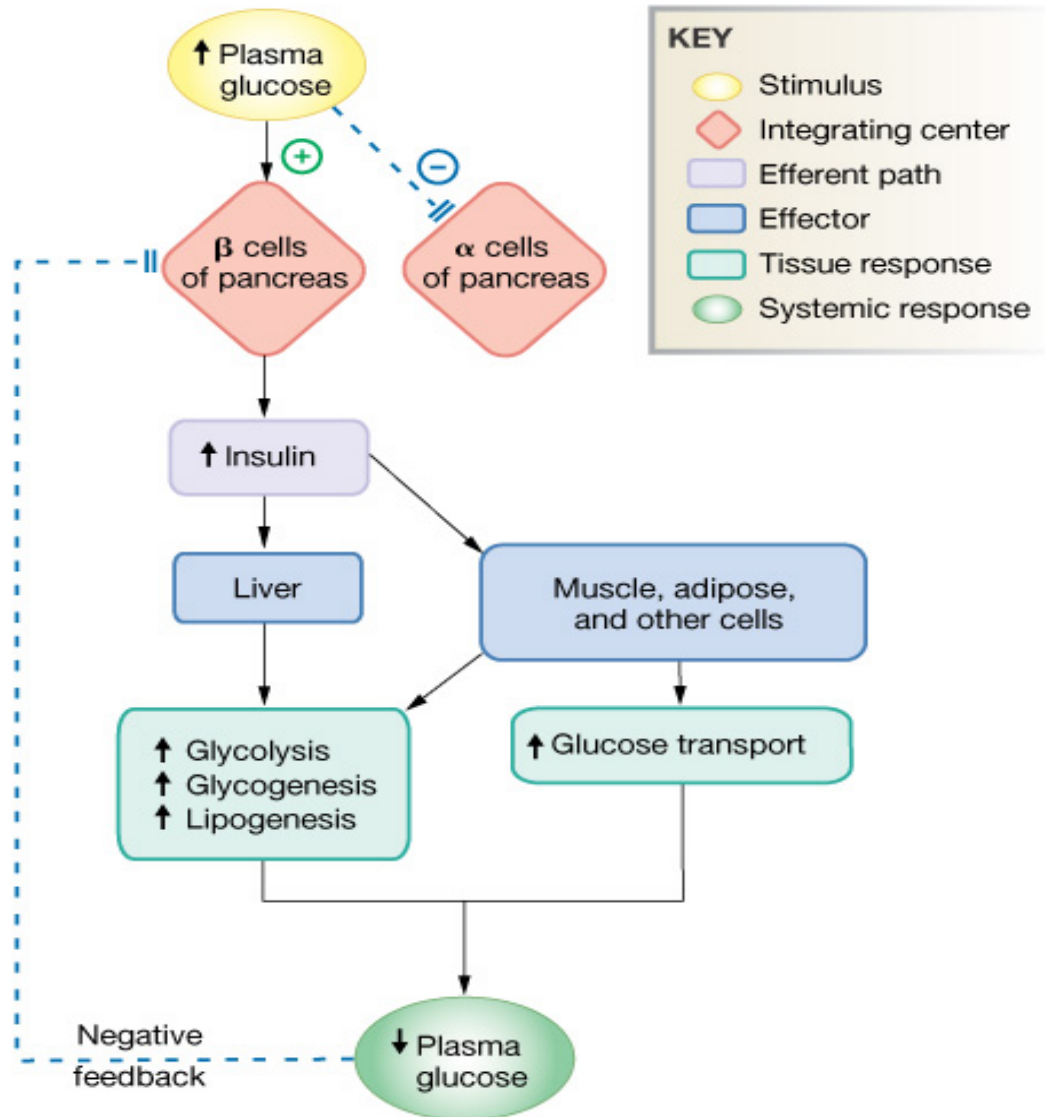 ↑ Plasma
glucose
+
−
β cells
of pancreas
α cells
of pancreas
KEY
Stimulus
Integrating center
Efferent path
Effector
Tissue response
Systemic response
↑ Insulin
Liver
Muscle, adipose,
and other cells
↑ Glycolysis
↑ Glycogenesis
↑ Lipogenesis
↑ Glucose transport
Negative
feedback
↓ Plasma
glucose